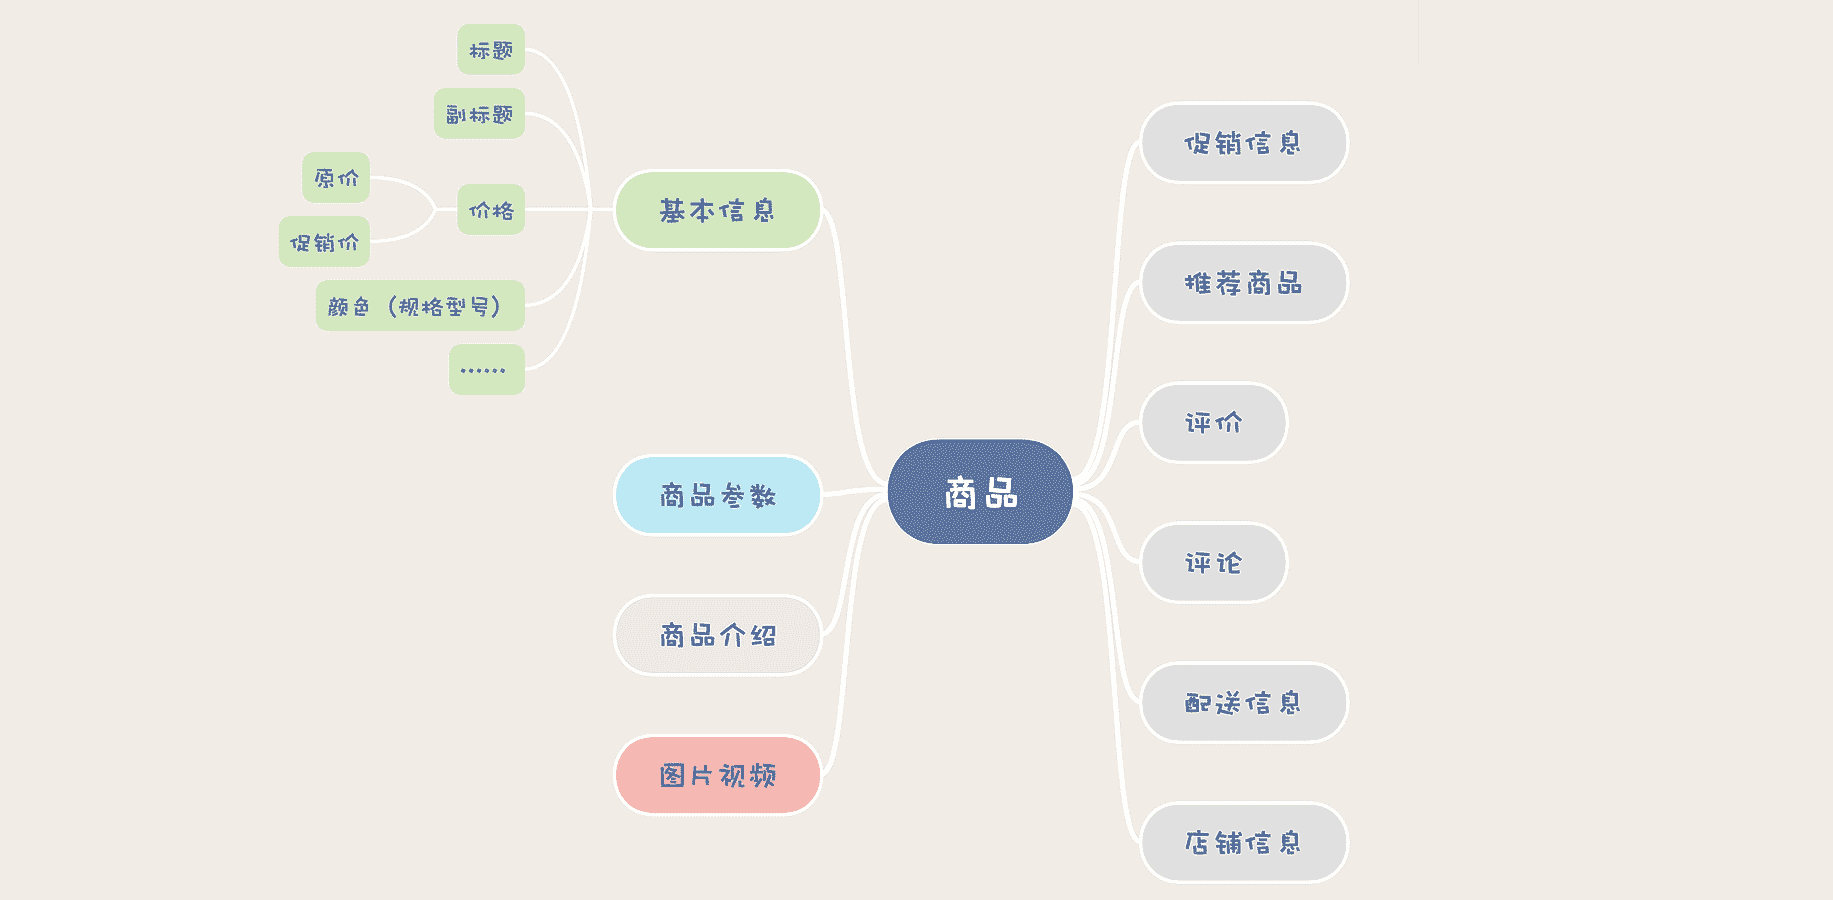 标题
副标题
原价
促销价
价格
颜色（规格型号）
……
基本信息
商品参数
商品介绍
图片视频
商品
促销信息
推荐商品
评价
评论
配送信息
店铺信息